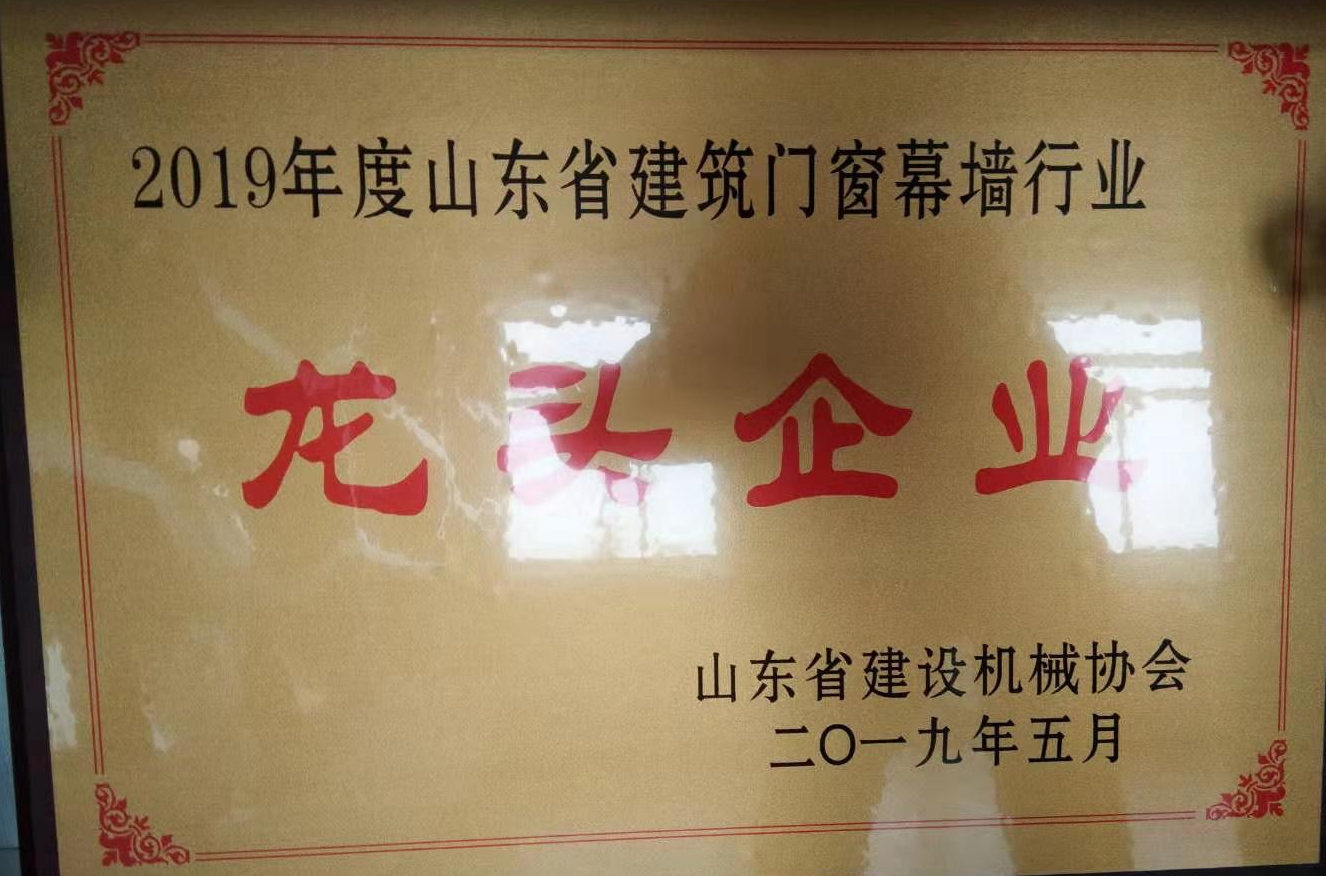 2019年度山东省建筑门窗幕墙行业
龙头企业
山东省建设机械协会
二〇一九年五月